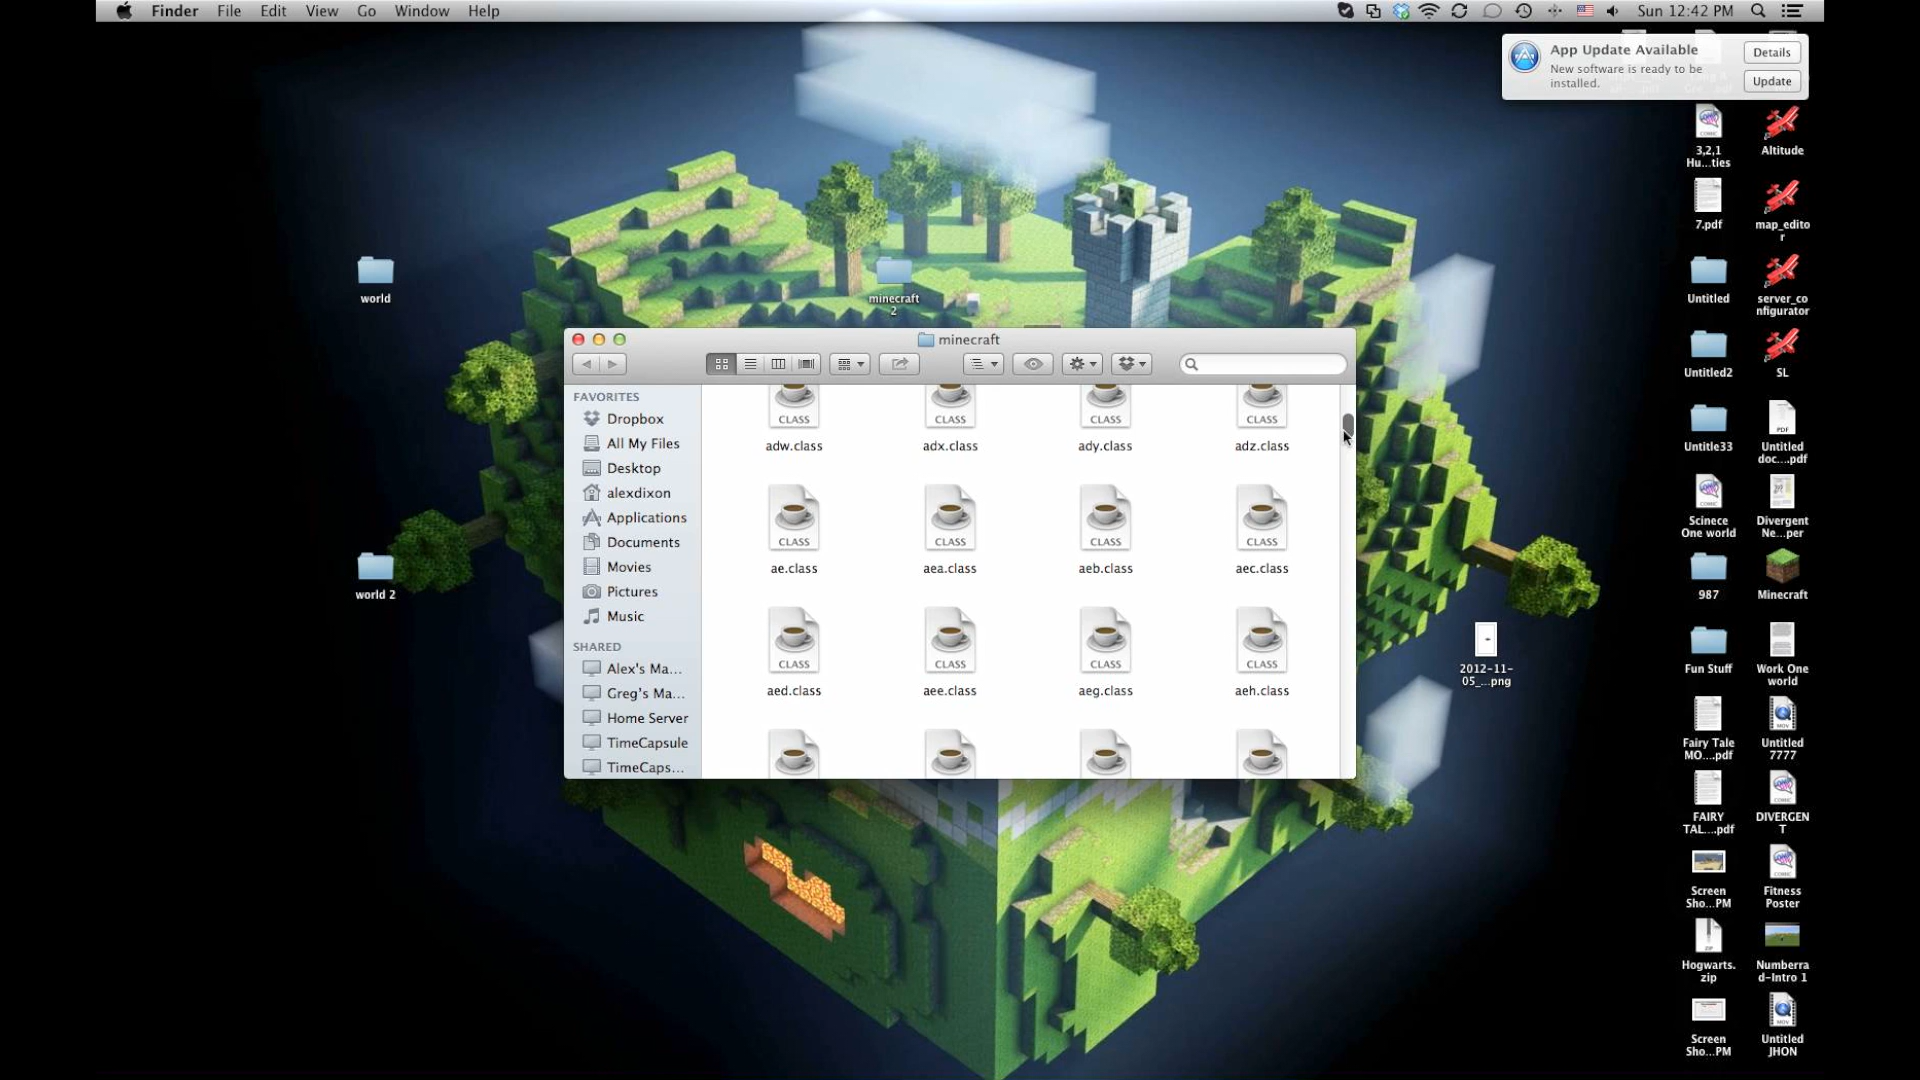 Finder File Edit View Go Window Help
Sun 12:42 PM
App Update Available
New software is ready to be
installed.
Details
Update
3,2,1
Hu...ties
Altitude
7.pdf
map_edito
r
world
minecraft
2
Untitled
server_co
nfigurator
minecraft
Untitled2
SL
FAVORITES
Dropbox
All My Files
Desktop
alexdixon
Applications
Documents
Movies
Pictures
Music
SHARED
Alex's Ma...
Greg's Ma...
Home Server
TimeCapsule
TimeCaps...
CLASS CLASS CLASS CLASS
adw.class adx.class ady.class adz.class
CLASS CLASS CLASS CLASS
ae.class aea.class aeb.class aec.class
CLASS CLASS CLASS CLASS
aed.class aee.class aeg.class aeh.class
Untitle33
PDF
Untitled
doc....pdf
Scinece
One world
Divergent
Ne...per
world 2
987
Minecraft
2012-11-
05_...png
Fun Stuff
Work One
world
Fairy Tale
MO...pdf
MOV
Untitled
7777
FAIRY
TAL....pdf
COMIC
DIVERGEN
T
Screen
Sho...PM
COMIC
Fitness
Poster
ZIP
Hogwarts.
zip
Numberra
d-Intro 1
Screen
Sho...PM
MOV
Untitled
JHON